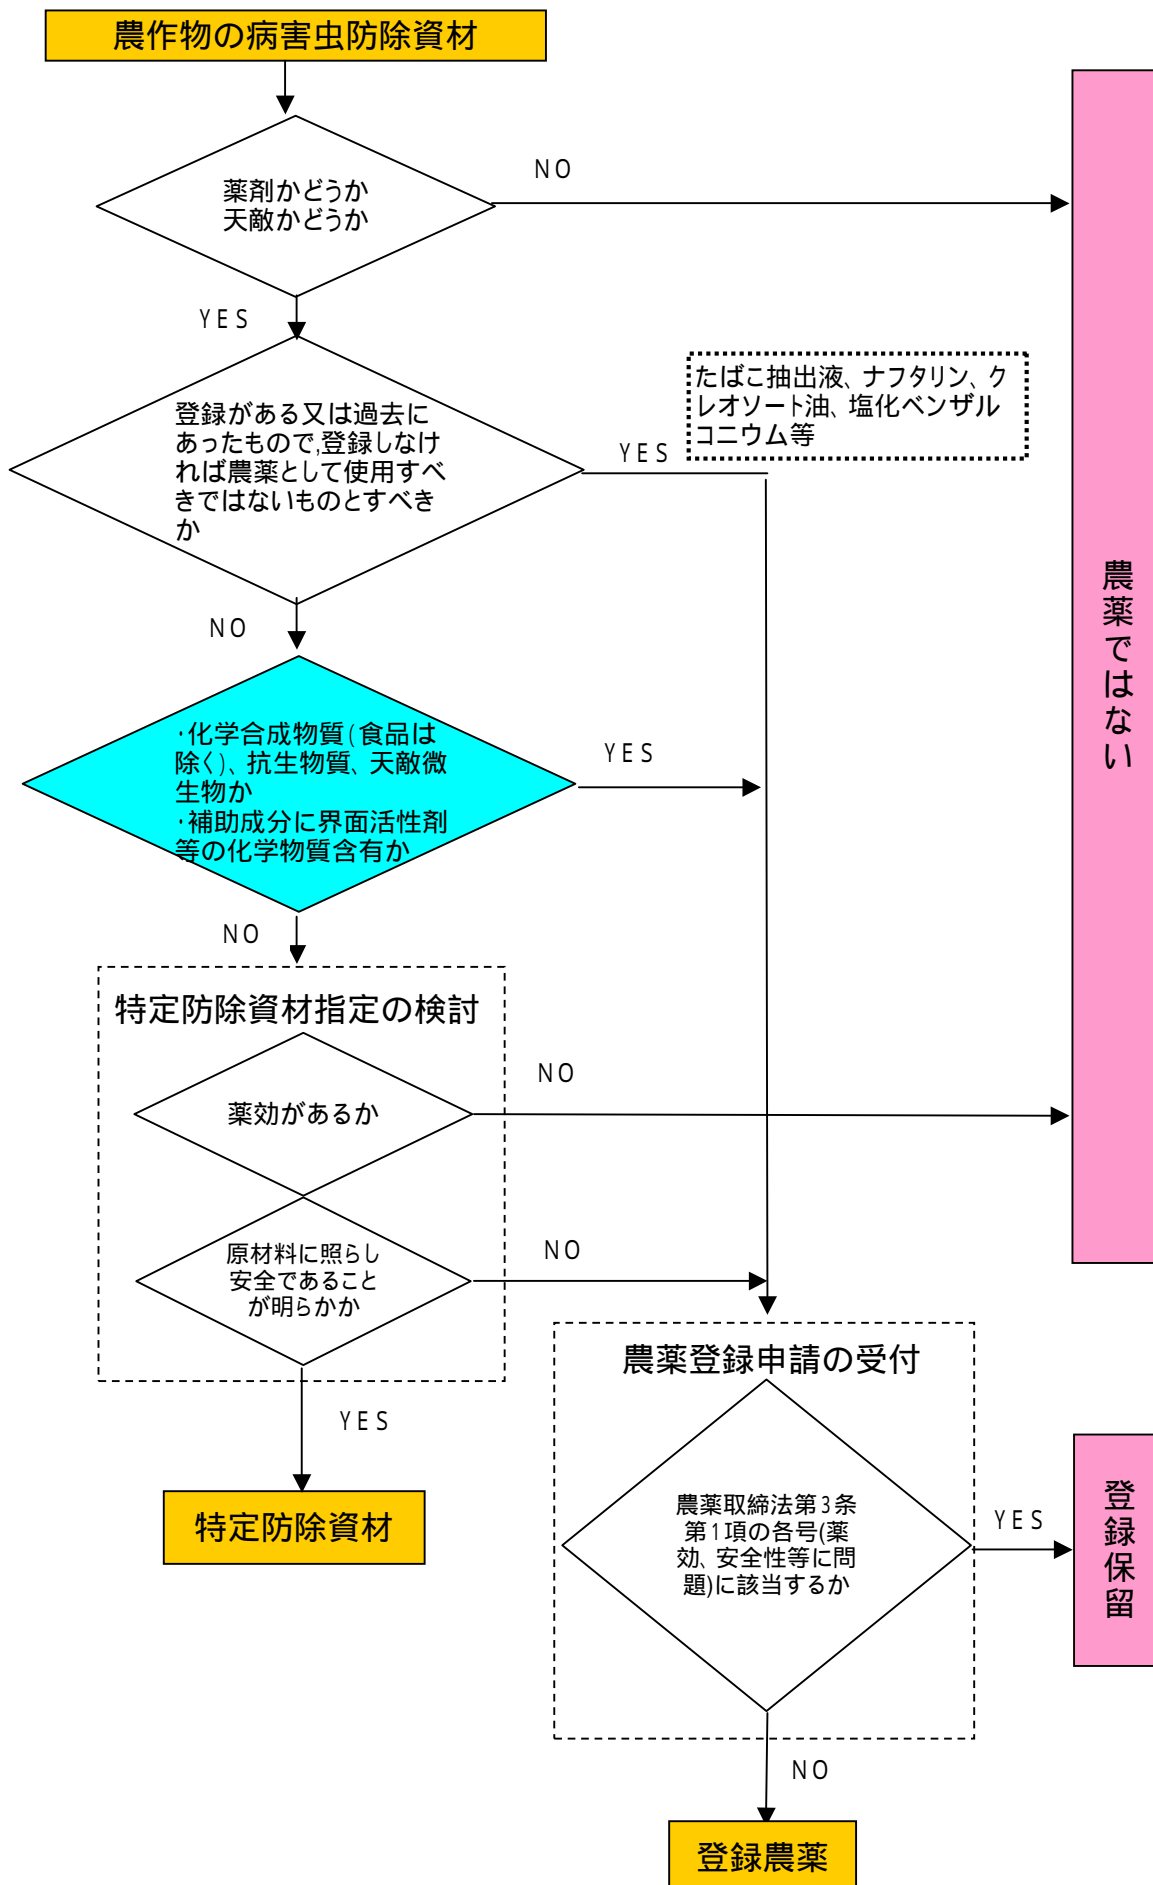 農作物の病害虫防除資材
薬剤かどうか
天敵かどうか
NO
YES
登録がある又は過去に
あったもので,登録しなけ
れば農薬として使用すべ
きではないものとすべき
か
YES
たばこ抽出液、ナフタリン、ク
レオソート油、塩化ベンザル
コニウム等
NO
・化学合成物質(食品は
除く)、抗生物質、天敵微
生物か
・補助成分に界面活性剤
等の化学物質含有か
YES
NO
農薬ではない
特定防除資材指定の検討
薬効があるか
NO
原材料に照らし
安全であること
が明らかか
NO
YES
特定防除資材
農薬登録申請の受付
農薬取締法第3条
第1項の各号(薬
効、安全性等に問
題)に該当するか
YES
登録保留
NO
登録農薬